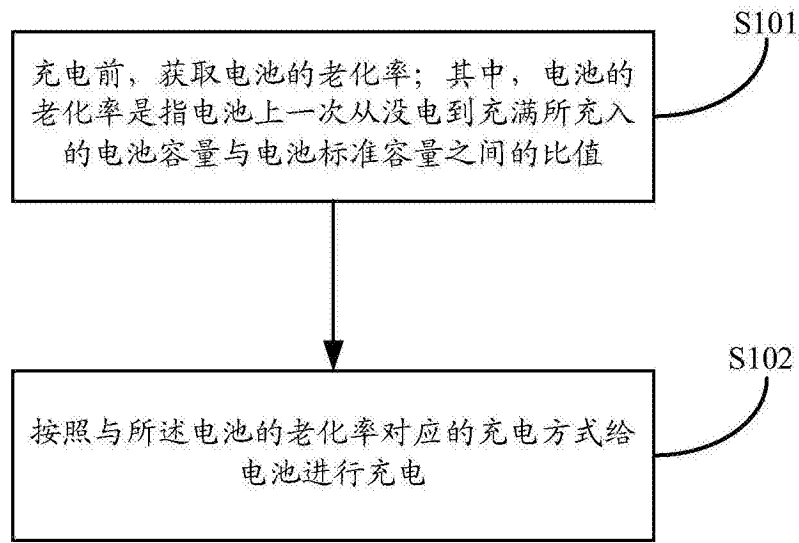 S101
充电前，获取电池的老化率；其中，电池的
老化率是指电池上一次从没电到充满所充入
的电池容量与电池标准容量之间的比值
S102
按照与所述电池的老化率对应的充电方式给
电池进行充电